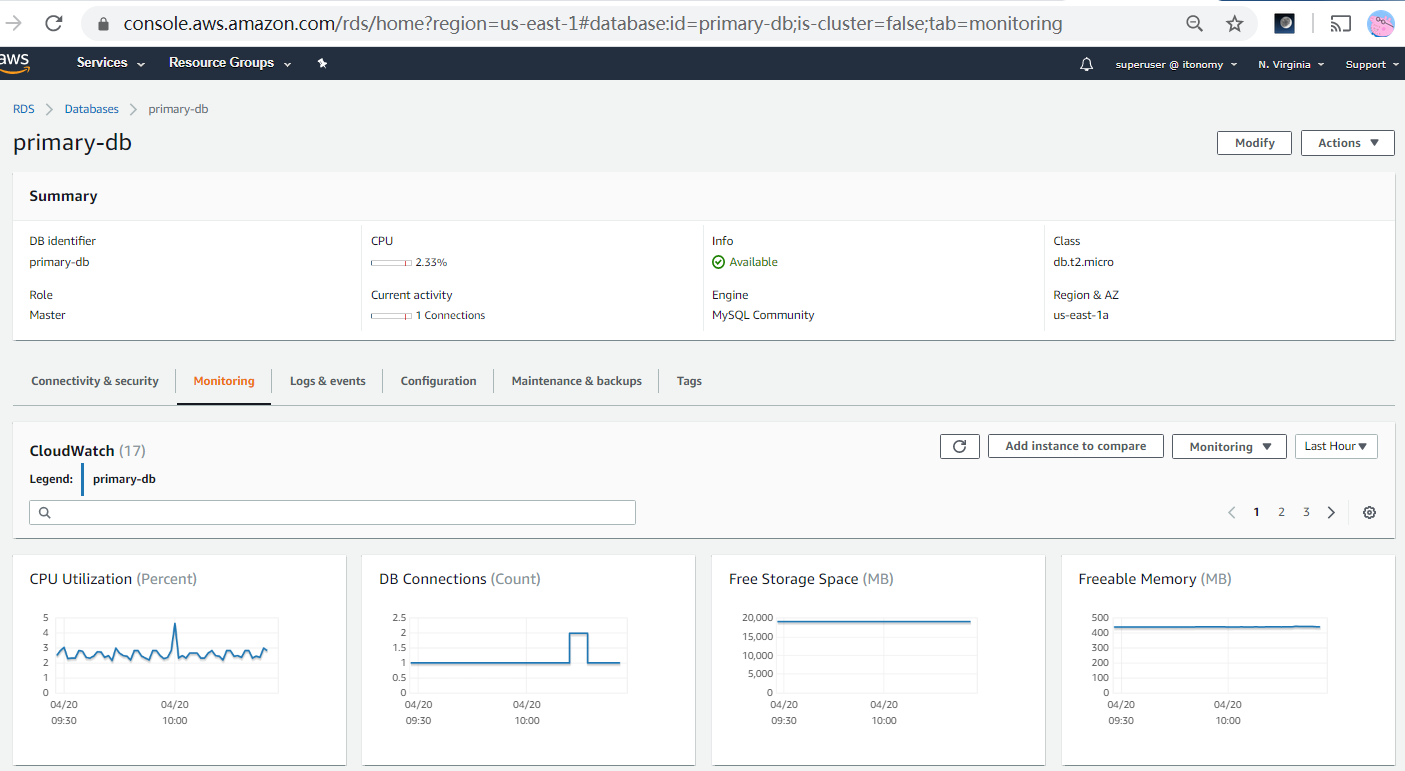 console.aws.amazon.com/rds/home?region=us-east-1#database:id=primary-db;is-cluster=false;tab=monitoring
aws Services Resource Groups superuser @ itonomy N. Virginia Support
RDS Databases primary-db
primary-db Modify Actions
Summary
DB identifier CPU Info Class
primary-db 2.33% Available db.t2.micro
Role Current activity Engine Region & AZ
Master 1 Connections MySQL Community us-east-1a
Connectivity & security Monitoring Logs & events Configuration Maintenance & backups Tags
CloudWatch (17) Add instance to compare Monitoring Last Hour
Legend: primary-db
1 2 3
CPU Utilization (Percent)
5
4
3
2
1
0
04/20 04/20
09:30 10:00
DB Connections (Count)
2.5
2
1.5
1
0.5
0
04/20 04/20
09:30 10:00
Free Storage Space (MB)
20,000
15,000
10,000
5,000
0
04/20 04/20
09:30 10:00
Freeable Memory (MB)
500
400
300
200
100
0
04/20 04/20
09:30 10:00